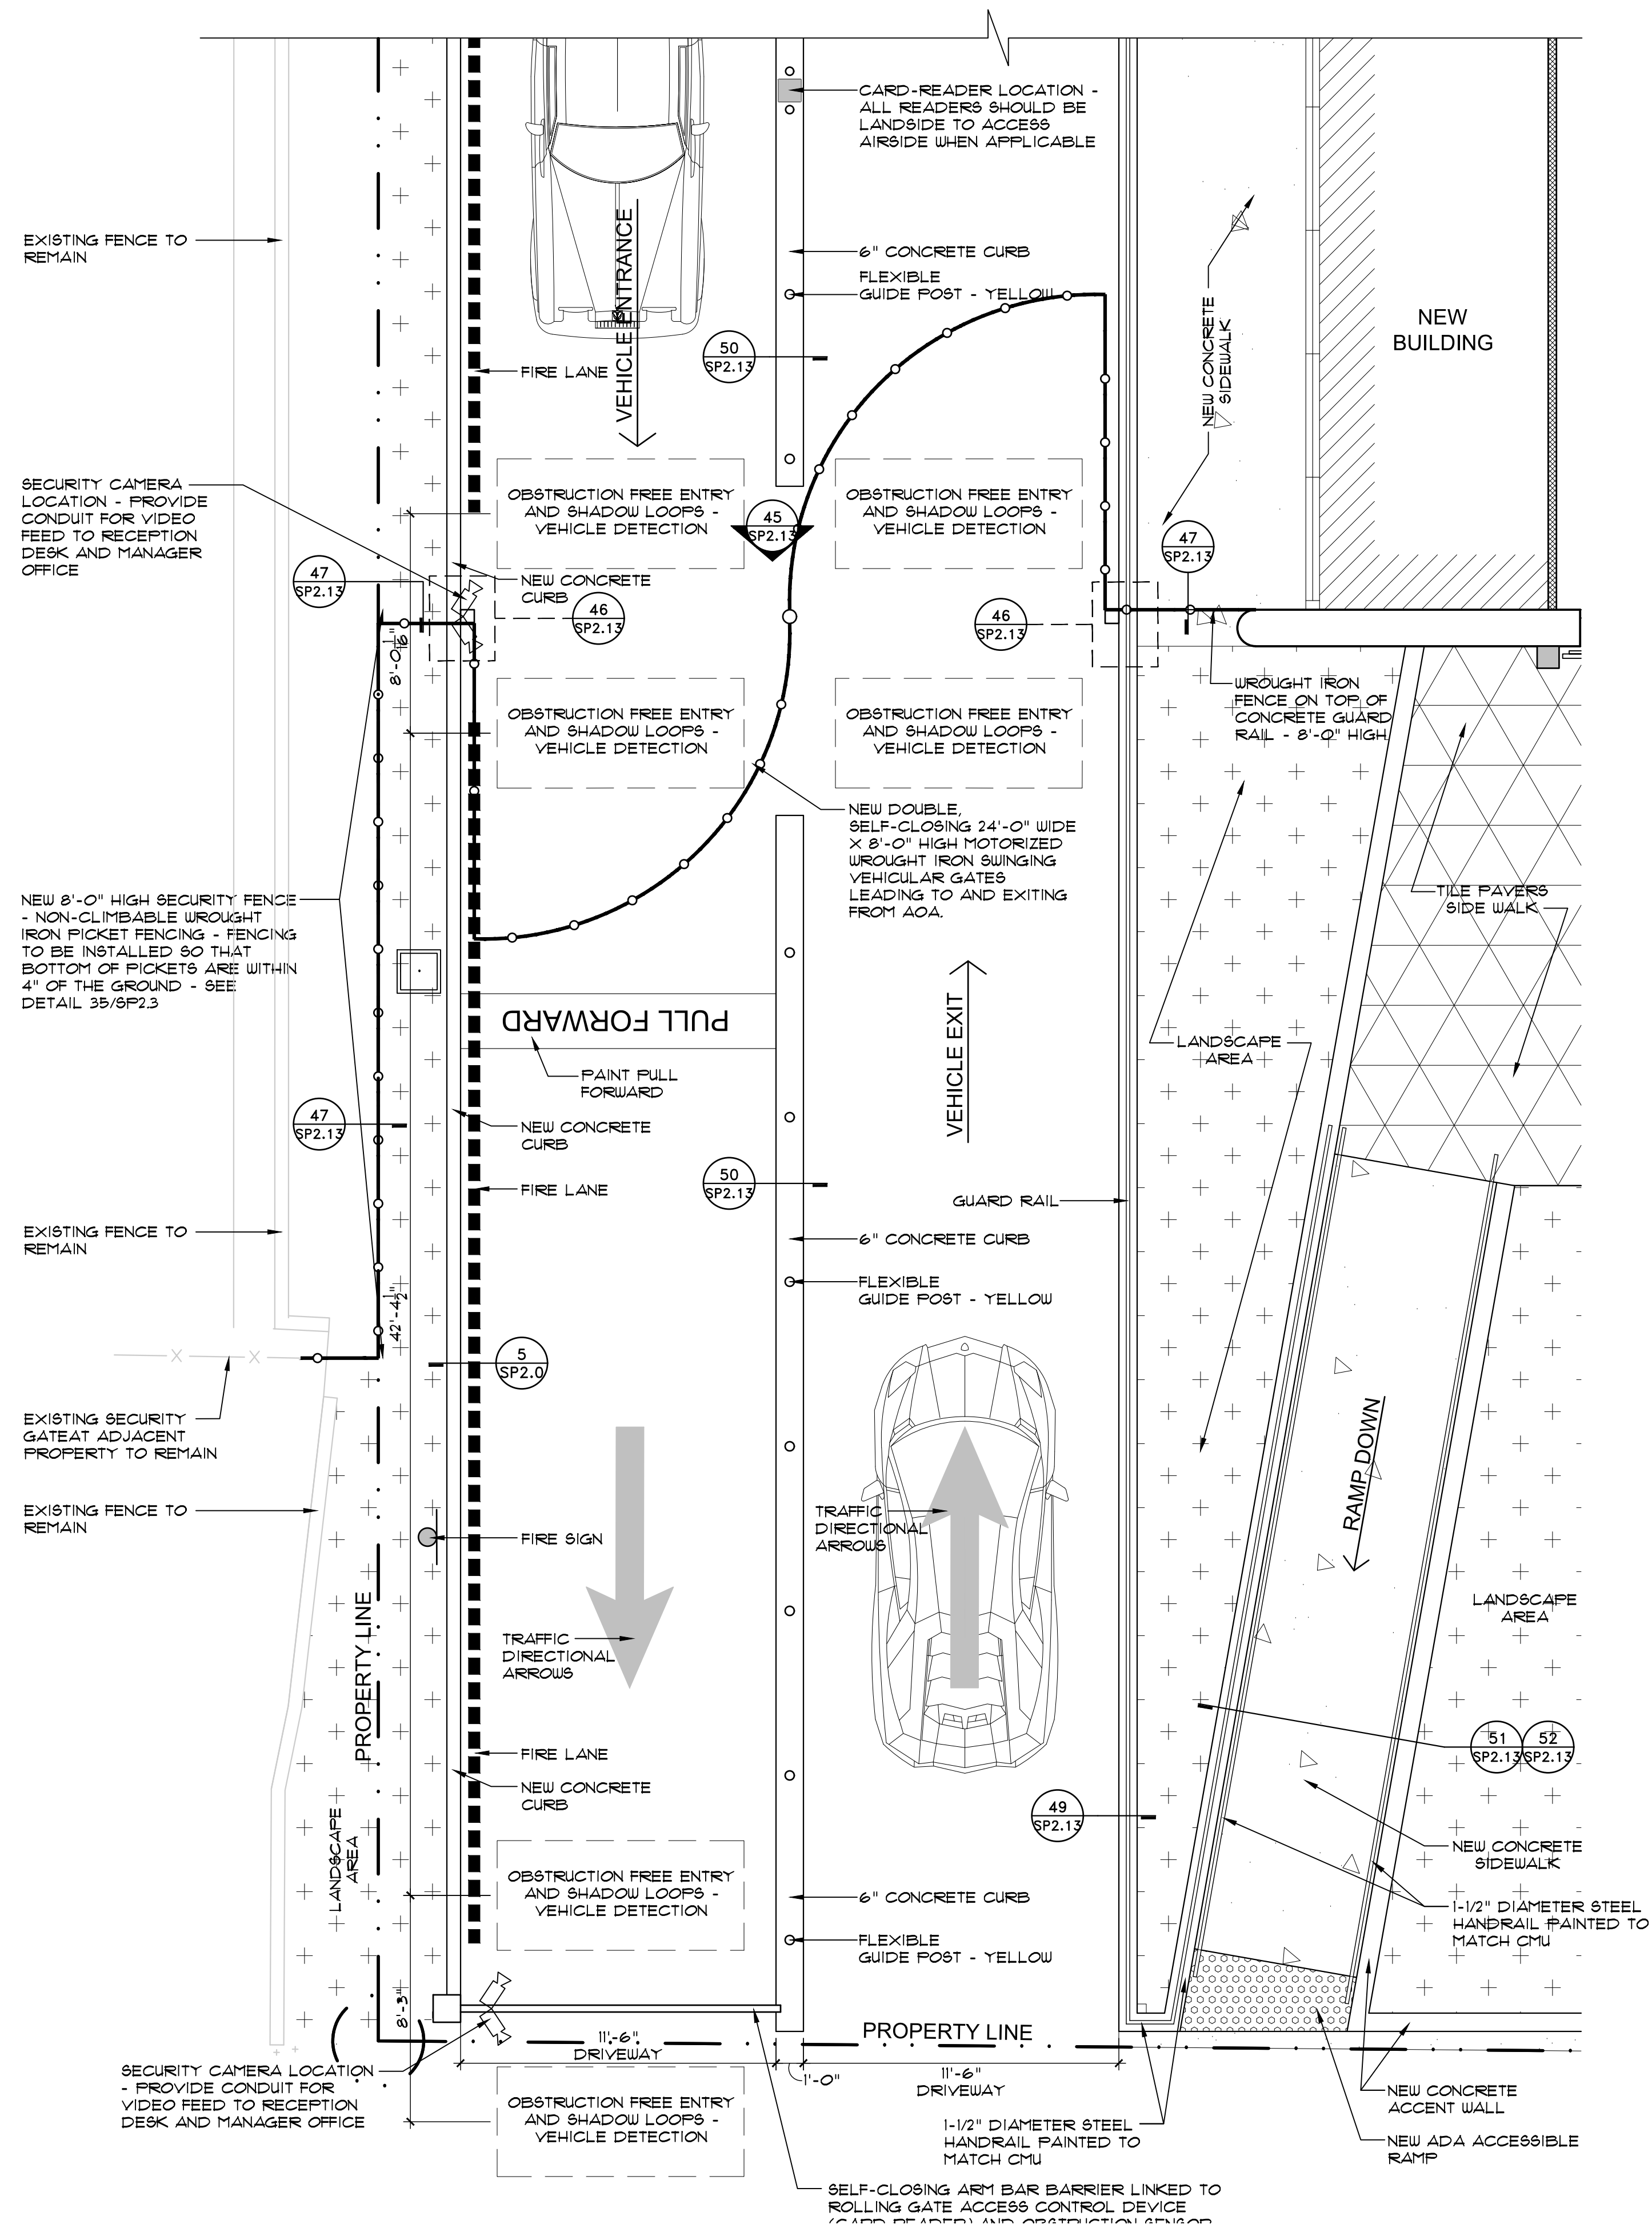 CARD-READER LOCATION -
ALL READERS SHOULD BE
LANDSIDE TO ACCESS
AIRSIDE WHEN APPLICABLE
EXISTING FENCE TO
REMAIN
VEHICLE ENTRANCE
6" CONCRETE CURB
FLEXIBLE
GUIDE POST - YELLOW
NEW CONCRETE
SIDEWALK
NEW
BUILDING
50
SP2.13
FIRE LANE
SECURITY CAMERA
LOCATION - PROVIDE
CONDUIT FOR VIDEO
FEED TO RECEPTION
DESK AND MANAGER
OFFICE
OBSTRUCTION FREE ENTRY
AND SHADOW LOOPS -
VEHICLE DETECTION
45
SP2.13
OBSTRUCTION FREE ENTRY
AND SHADOW LOOPS -
VEHICLE DETECTION
47
SP2.13
47
SP2.13
NEW CONCRETE
CURB
46
SP2.13
46
SP2.13
8'-0 1/16"
OBSTRUCTION FREE ENTRY
AND SHADOW LOOPS -
VEHICLE DETECTION
OBSTRUCTION FREE ENTRY
AND SHADOW LOOPS -
VEHICLE DETECTION
WROUGHT IRON
FENCE ON TOP OF
CONCRETE GUARD
RAIL - 8'-0" HIGH
NEW DOUBLE,
SELF-CLOSING 24'-0" WIDE
X 8'-0" HIGH MOTORIZED
WROUGHT IRON SWINGING
VEHICULAR GATES
LEADING TO AND EXITING
FROM AOA.
TILE PAVERS
SIDE WALK
NEW 8'-0" HIGH SECURITY FENCE
- NON-CLIMBABLE WROUGHT
IRON PICKET FENCING - FENCING
TO BE INSTALLED SO THAT
BOTTOM OF PICKETS ARE WITHIN
4" OF THE GROUND - SEE
DETAIL 35/SP2.3
PULL FORWARD
VEHICLE EXIT
LANDSCAPE
AREA
PAINT PULL
FORWARD
47
SP2.13
NEW CONCRETE
CURB
50
SP2.13
FIRE LANE
GUARD RAIL
EXISTING FENCE TO
REMAIN
6" CONCRETE CURB
FLEXIBLE
GUIDE POST - YELLOW
42'-4 1/2"
5
SP2.0
EXISTING SECURITY
GATEAT ADJACENT
PROPERTY TO REMAIN
RAMP DOWN
EXISTING FENCE TO
REMAIN
FIRE SIGN
TRAFFIC
DIRECTIONAL
ARROWS
LANDSCAPE
AREA
PROPERTY LINE
TRAFFIC
DIRECTIONAL
ARROWS
51
SP2.13
52
SP2.13
FIRE LANE
NEW CONCRETE
CURB
49
SP2.13
LANDSCAPE
AREA
NEW CONCRETE
SIDEWALK
OBSTRUCTION FREE ENTRY
AND SHADOW LOOPS -
VEHICLE DETECTION
6" CONCRETE CURB
1-1/2" DIAMETER STEEL
HANDRAIL PAINTED TO
MATCH CMU
FLEXIBLE
GUIDE POST - YELLOW
8'-3"
PROPERTY LINE
11'-6"
DRIVEWAY
1'-0"
11'-6"
DRIVEWAY
SECURITY CAMERA LOCATION
- PROVIDE CONDUIT FOR
VIDEO FEED TO RECEPTION
DESK AND MANAGER OFFICE
OBSTRUCTION FREE ENTRY
AND SHADOW LOOPS -
VEHICLE DETECTION
1-1/2" DIAMETER STEEL
HANDRAIL PAINTED TO
MATCH CMU
NEW CONCRETE
ACCENT WALL
NEW ADA ACCESSIBLE
RAMP
SELF-CLOSING ARM BAR BARRIER LINKED TO
ROLLING GATE ACCESS CONTROL DEVICE
(CARD READER) AND OBSTRUCTION SENSOR